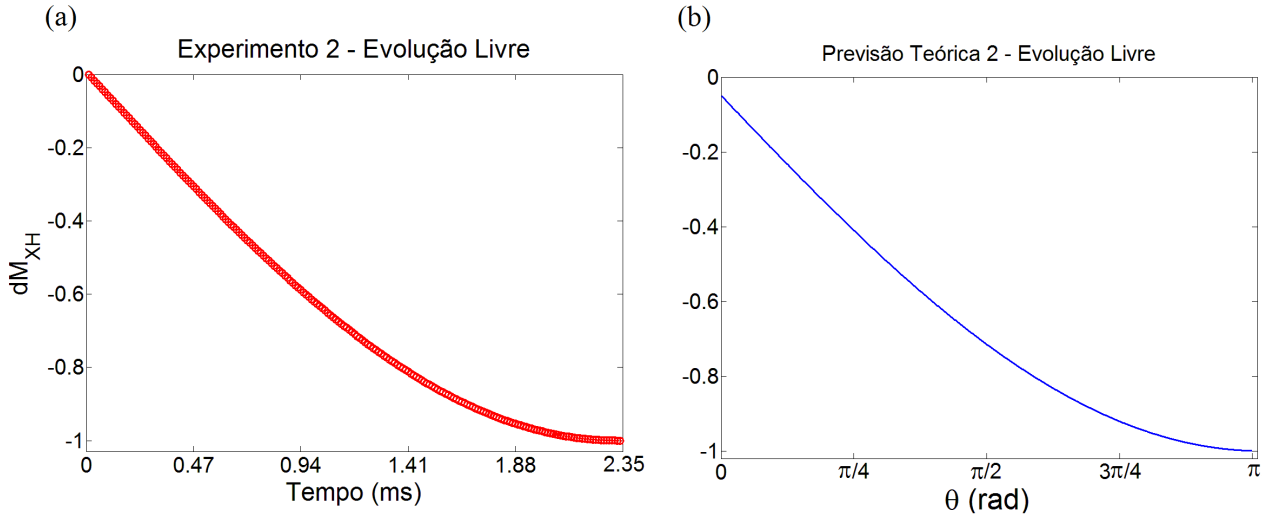 (a)
Experimento 2 - Evolução Livre
0
-0.2
-0.4
-0.6
-0.8
-1
dM_XH
0 0.47 0.94 1.41 1.88 2.35
Tempo (ms)
(b)
Previsão Teórica 2 - Evolução Livre
0
-0.2
-0.4
-0.6
-0.8
-1
0 π/4 π/2 3π/4 π
θ (rad)